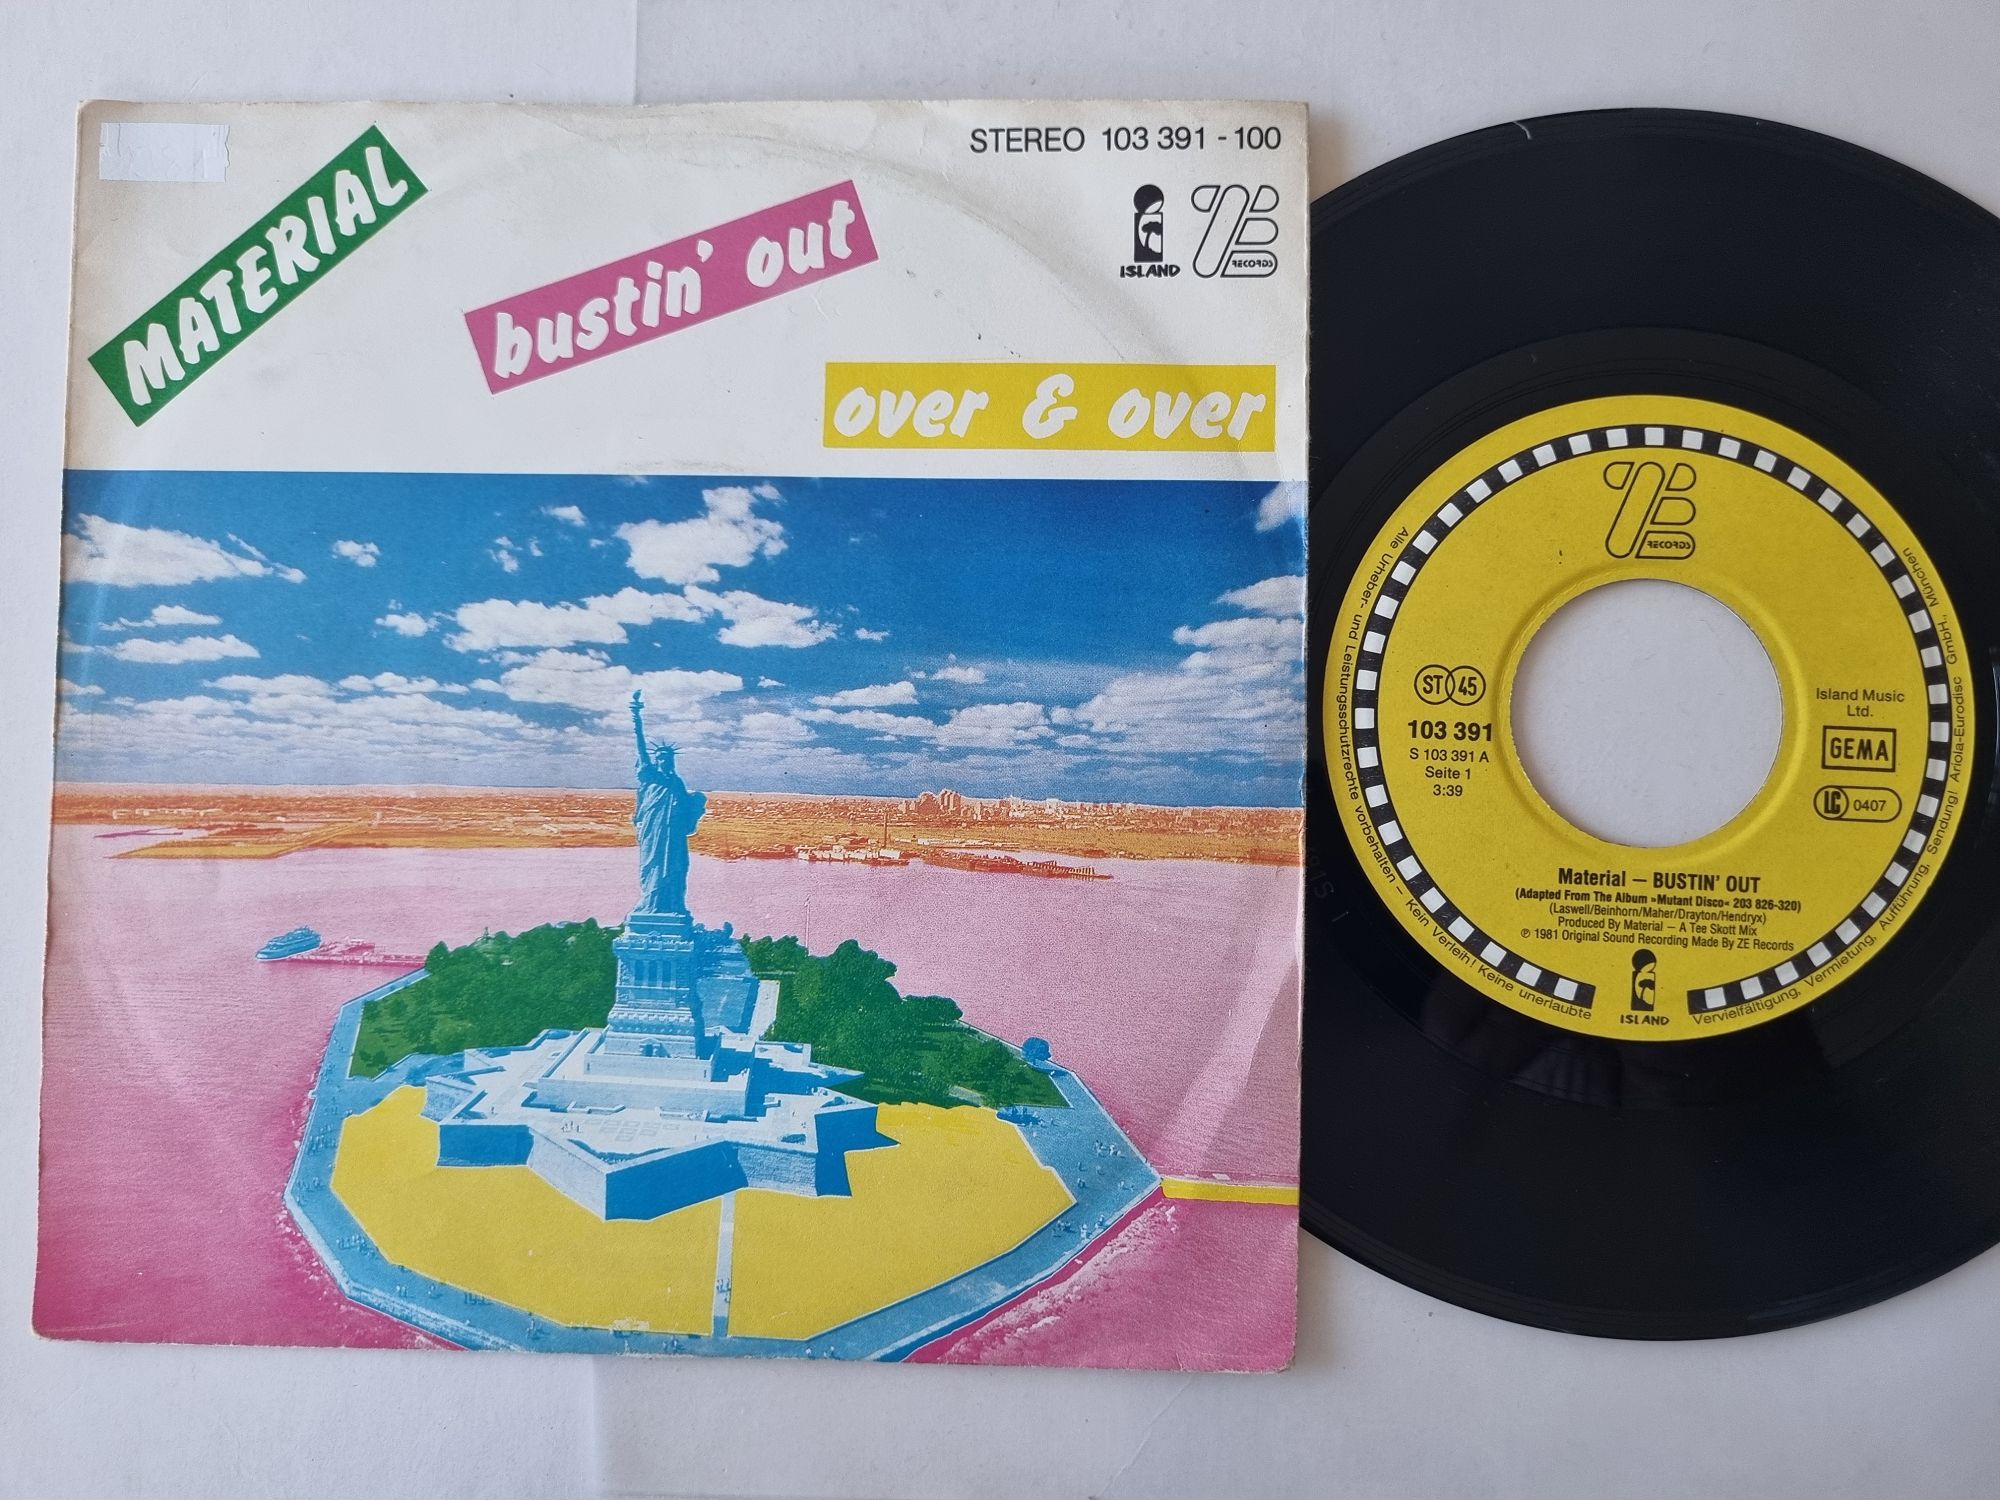 STEREO 103 391 - 100
MATERIAL
bustin' out
over & over
ISLAND
ZE
RECORDS
ZE
RECORDS
ST 45
103 391
S 103 391 A
Seite 1
3:39
Island Music
Ltd.
GEMA
LC 0407
Material — BUSTIN' OUT
(Adapted From The Album »Mutant Disco« 203 826-320)
(Laswell/Beinhorn/Maher/Drayton/Hendryx)
Produced By Material — A Tee Skott Mix
℗ 1981 Original Sound Recording Made By ZE Records
ISLAND
Alle Urheber- und Leistungsschutzrechte vorbehalten – Kein Verleih! Keine unerlaubte
Vervielfältigung, Vermietung, Aufführung, Sendung! Ariola-Eurodisc GmbH., München